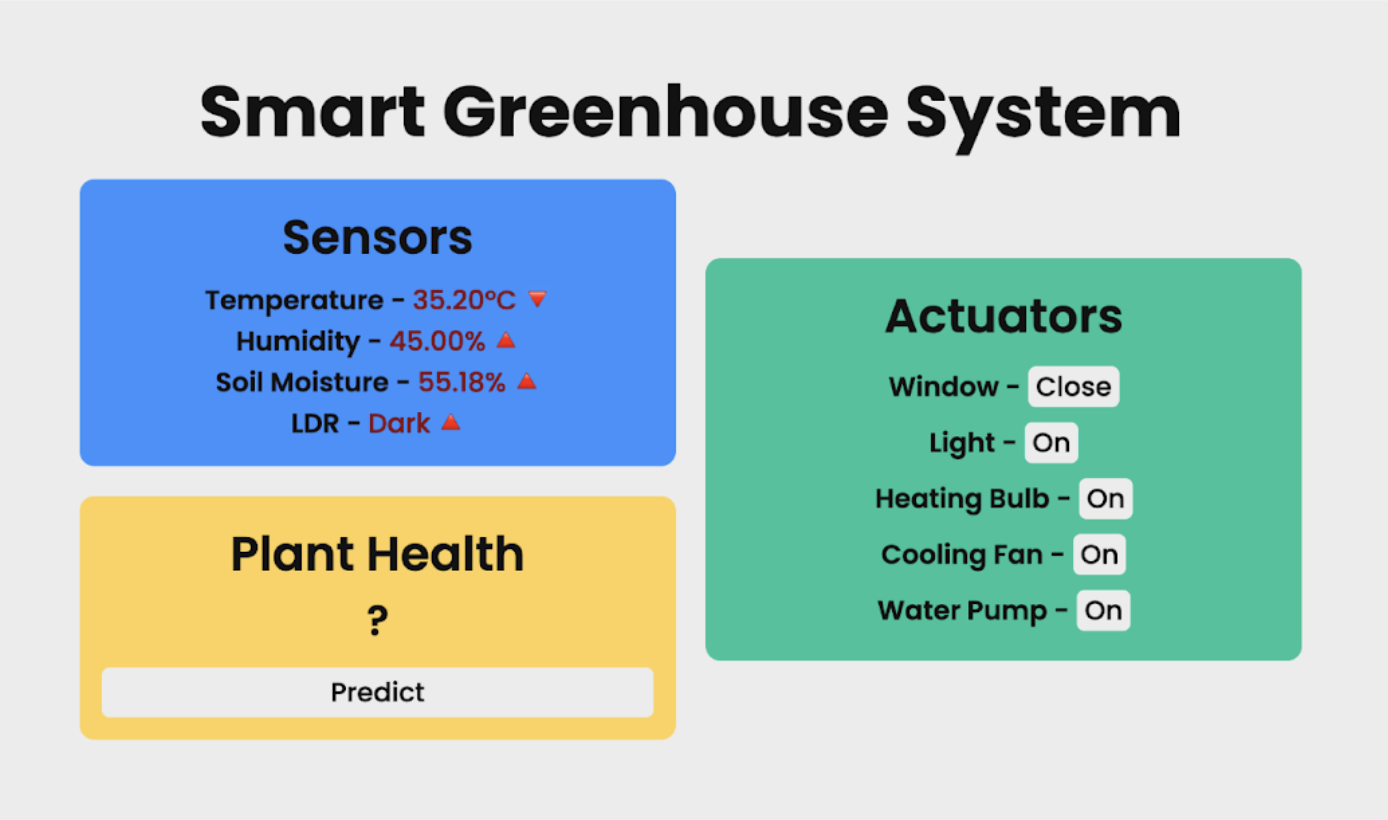 Smart Greenhouse System
Sensors
Temperature - 35.20°C 🔻
Humidity - 45.00% 🔺
Soil Moisture - 55.18% 🔺
LDR - Dark 🔺
Plant Health
?
Predict
Actuators
Window - Close
Light - On
Heating Bulb - On
Cooling Fan - On
Water Pump - On